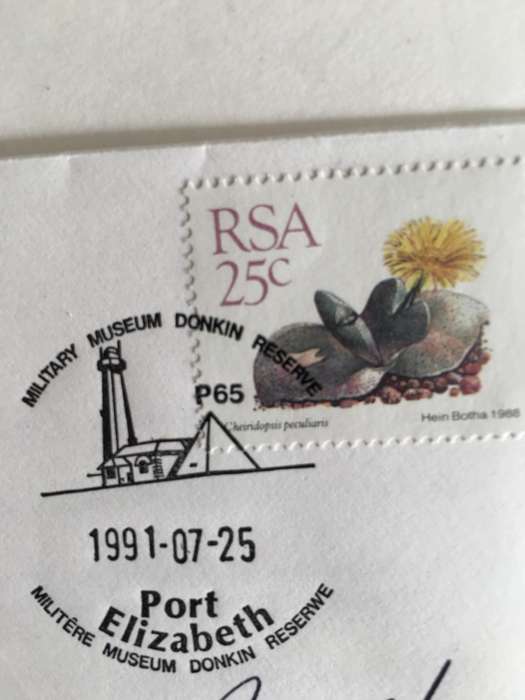 RSA
25c
MILITARY MUSEUM DONKIN RESERVE
P65
Cheiridopsis peculiaris
Hein Botha 1988
1991-07-25
Port
Elizabeth
MILITÊRE MUSEUM DONKIN RESERWE